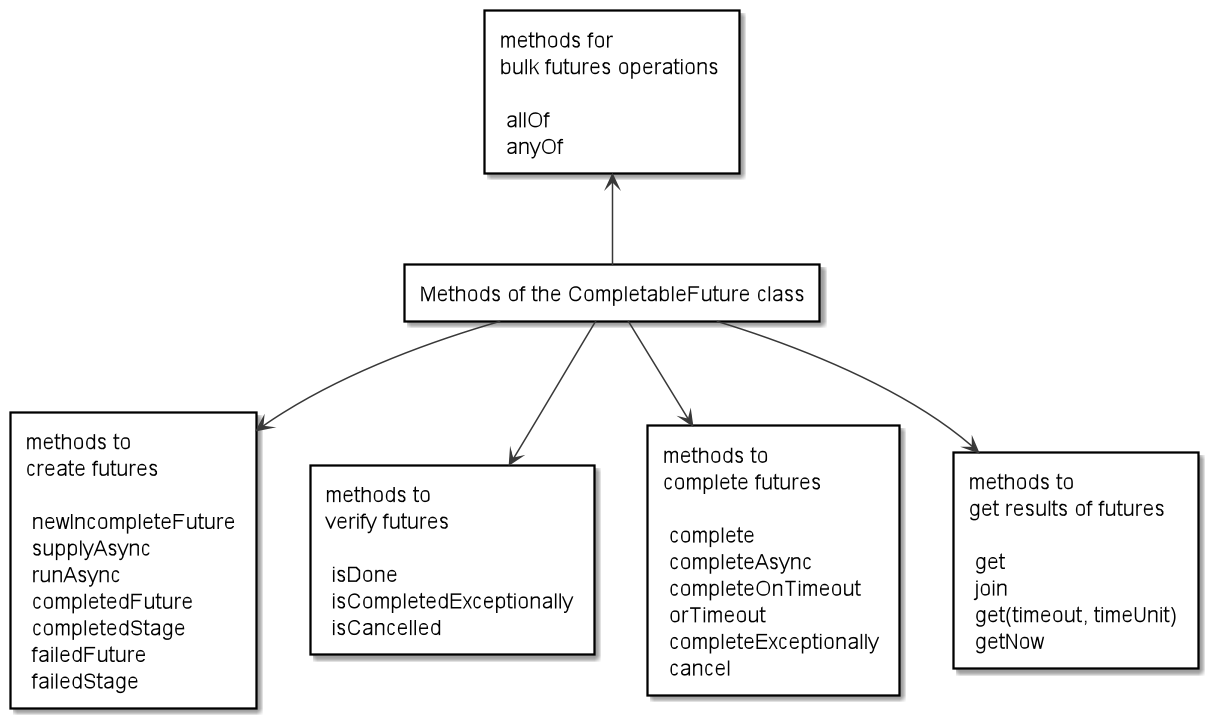 methods for
bulk futures operations
allOf
anyOf
Methods of the CompletableFuture class
methods to
create futures
newIncompleteFuture
supplyAsync
runAsync
completedFuture
completedStage
failedFuture
failedStage
methods to
verify futures
isDone
isCompletedExceptionally
isCancelled
methods to
complete futures
complete
completeAsync
completeOnTimeout
orTimeout
completeExceptionally
cancel
methods to
get results of futures
get
join
get(timeout, timeUnit)
getNow